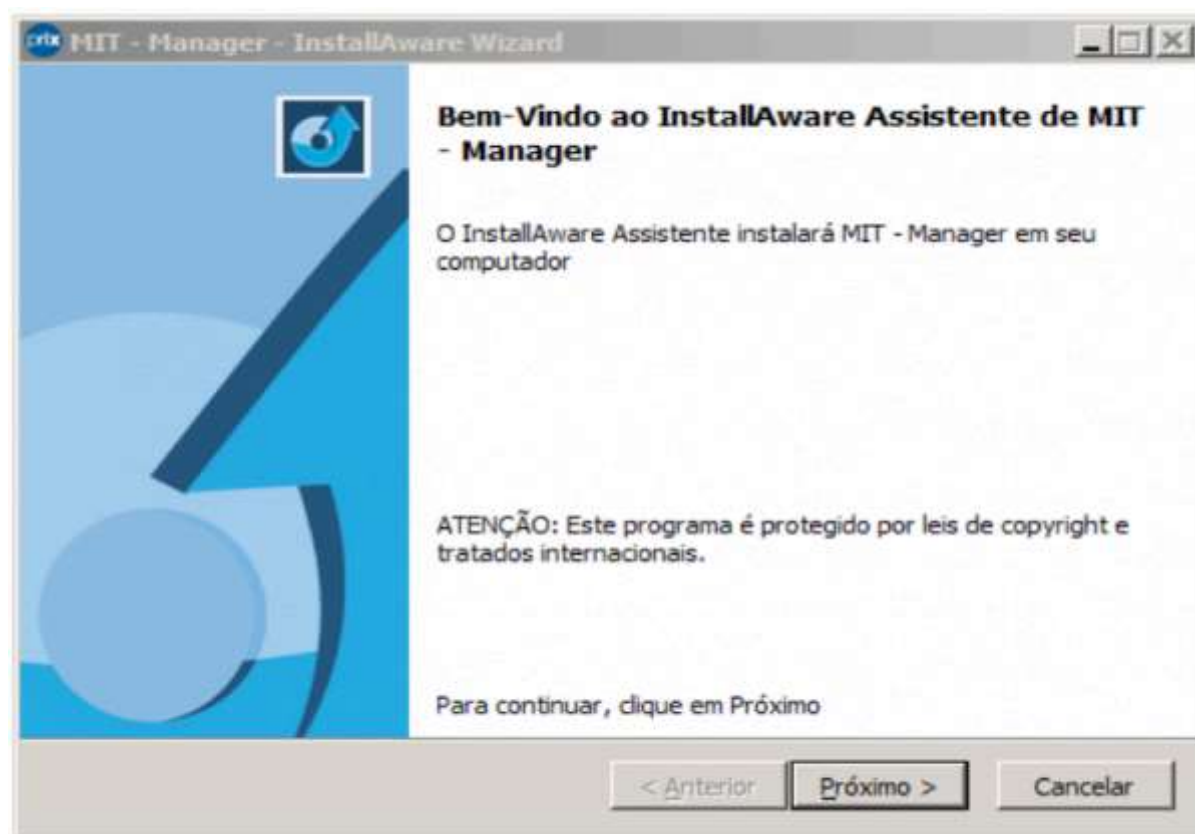 prix MIT - Manager - InstallAware Wizard
Bem-Vindo ao InstallAware Assistente de MIT
- Manager
O InstallAware Assistente instalará MIT - Manager em seu
computador
ATENÇÃO: Este programa é protegido por leis de copyright e
tratados internacionais.
Para continuar, clique em Próximo
< Anterior Próximo > Cancelar